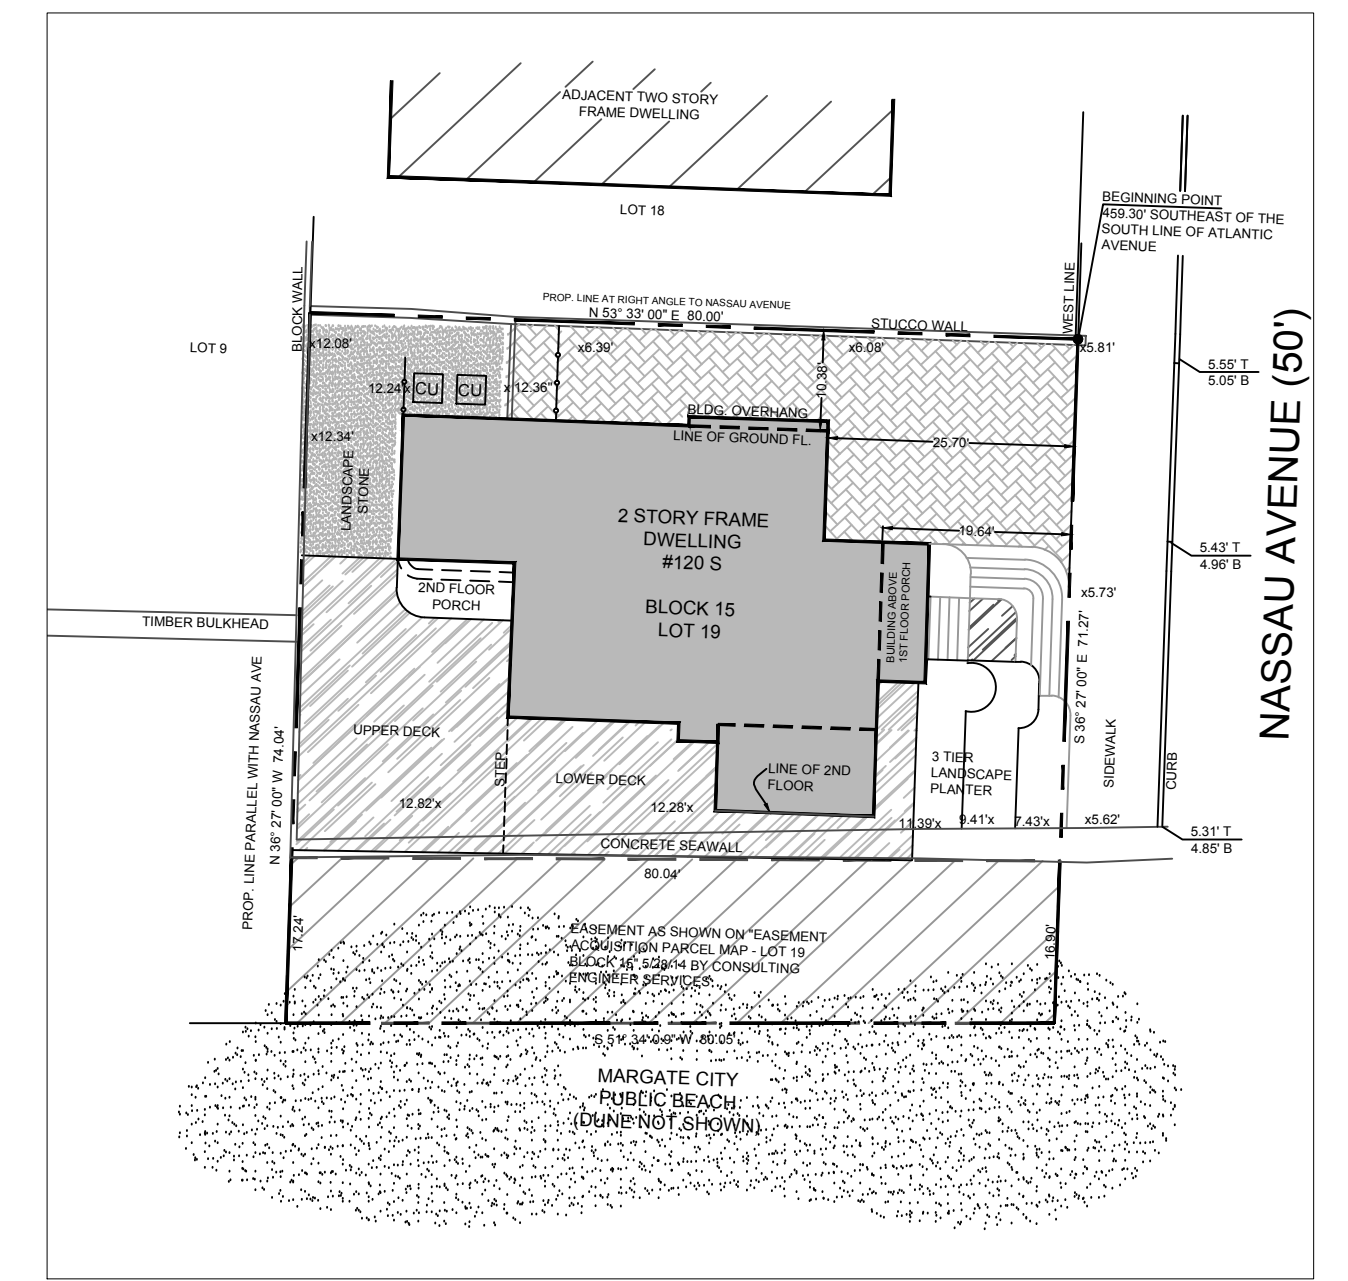 ADJACENT TWO STORY
FRAME DWELLING
LOT 18
BEGINNING POINT
459.30' SOUTHEAST OF THE
SOUTH LINE OF ATLANTIC
AVENUE
BLOCK WALL
WEST LINE
PROP. LINE AT RIGHT ANGLE TO NASSAU AVENUE
N 53° 33' 00" E 80.00'
STUCCO WALL
LOT 9
x12.08'
x6.39'
x6.08'
x5.81'
5.55' T
5.05' B
12.24'x
CU
CU
x 12.36"
10.38'
BLDG. OVERHANG
LINE OF GROUND FL.
x12.34'
25.70'
LANDSCAPE
STONE
NASSAU AVENUE (50')
2 STORY FRAME
DWELLING
#120 S
BLOCK 15
LOT 19
19.64'
5.43' T
4.96' B
2ND FLOOR
PORCH
BUILDING ABOVE
1ST FLOOR PORCH
x5.73'
TIMBER BULKHEAD
S 36° 27' 00" E 71.27'
PROP. LINE PARALLEL WITH NASSAU AVE
N 36° 27' 00" W 74.04'
UPPER DECK
STEP
LOWER DECK
LINE OF 2ND
FLOOR
3 TIER
LANDSCAPE
PLANTER
SIDEWALK
CURB
12.82'x
12.28'x
11.39'x
9.41'x
7.43'x
x5.62'
5.31' T
4.85' B
CONCRETE SEAWALL
80.04'
17.24'
16.90'
EASEMENT AS SHOWN ON "EASEMENT
ACQUISITION PARCEL MAP - LOT 19
BLOCK 15" 5/28/14 BY CONSULTING
ENGINEER SERVICES.
S 51° 34' 0.9" W 80.05'
MARGATE CITY
PUBLIC BEACH
(DUNE NOT SHOWN)